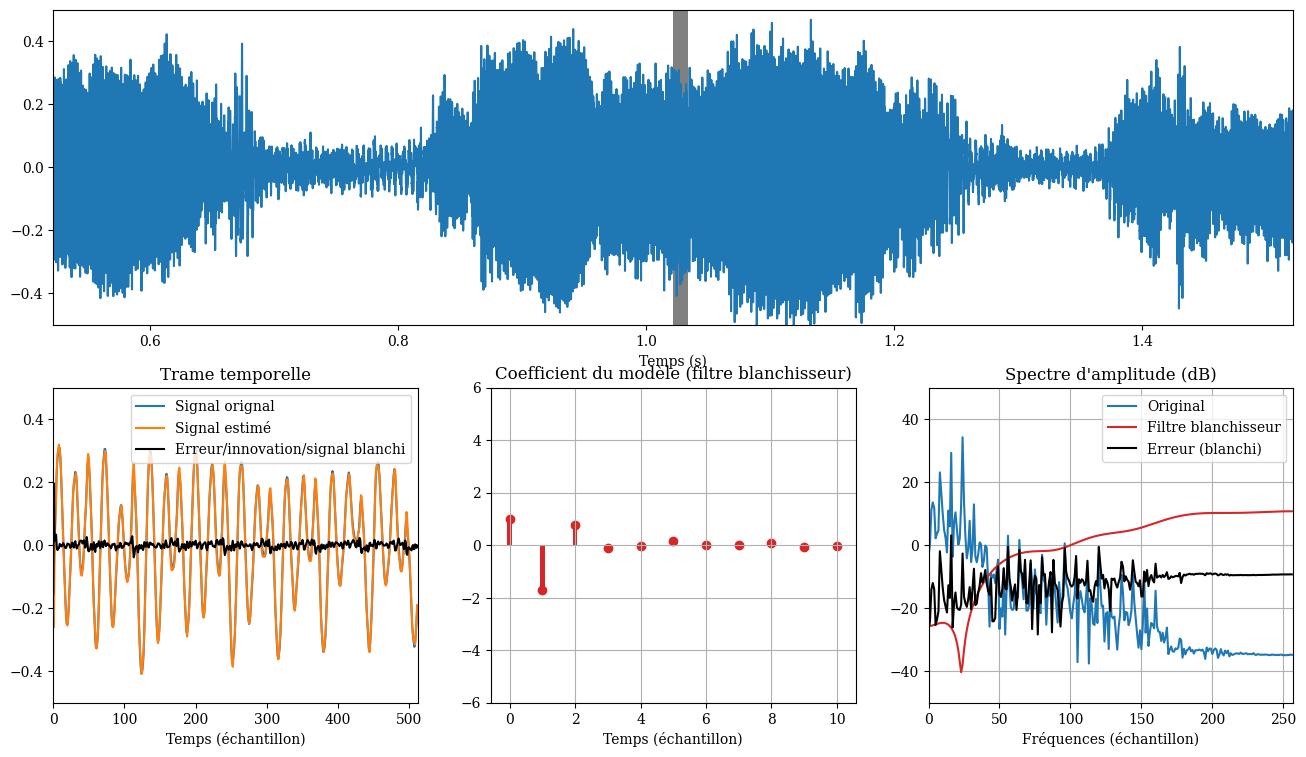 0.4
0.2
0.0
−0.2
−0.4
0.6 0.8 1.0 1.2 1.4
Temps (s)
Trame temporelle
0.4
0.2
0.0
−0.2
−0.4
Signal orignal
Signal estimé
Erreur/innovation/signal blanchi
0 100 200 300 400 500
Temps (échantillon)
Coefficient du modèle (filtre blanchisseur)
6
4
2
0
−2
−4
−6
0 2 4 6 8 10
Temps (échantillon)
Spectre d'amplitude (dB)
40
20
0
−20
−40
Original
Filtre blanchisseur
Erreur (blanchi)
0 50 100 150 200 250
Fréquences (échantillon)